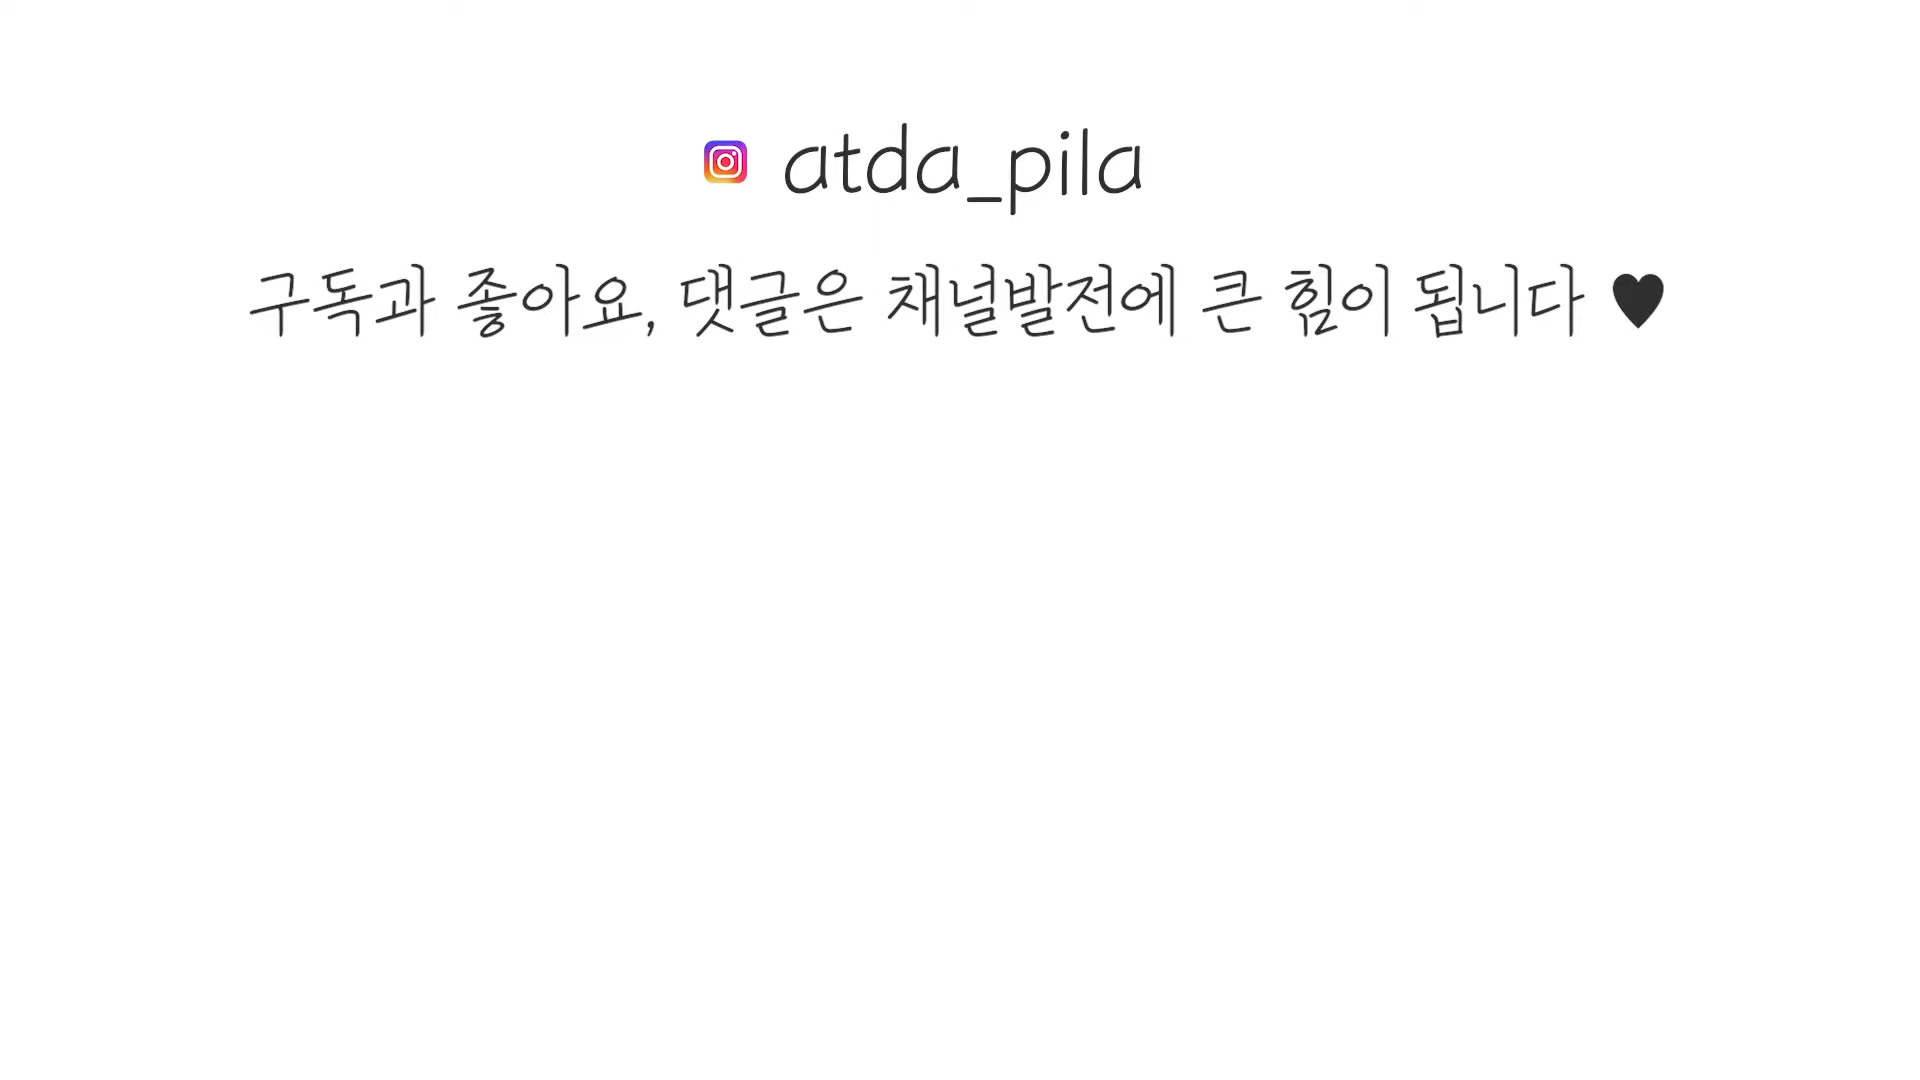 atda_pila
구독과 좋아요, 댓글은 채널발전에 큰 힘이 됩니다 ♥